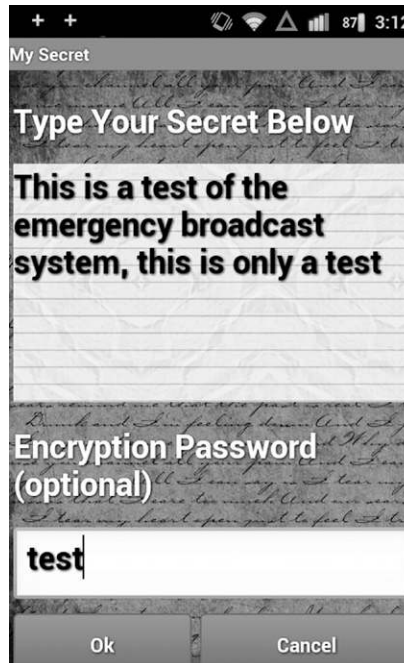 87 3:12
My Secret
Type Your Secret Below
This is a test of the
emergency broadcast
system, this is only a test
Encryption Password
(optional)
test
Ok Cancel